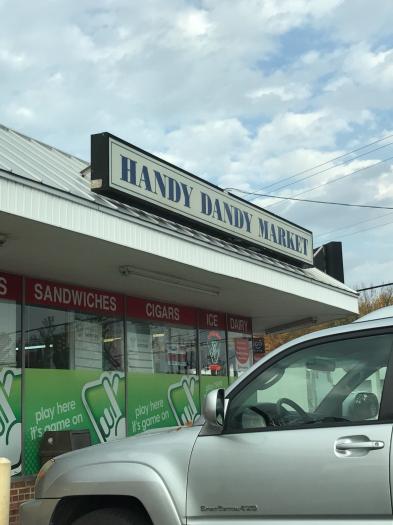 HANDY DANDY MARKET
S
SANDWICHES
CIGARS
ICE
DAIRY
play here
it's game on
play here
it's game on